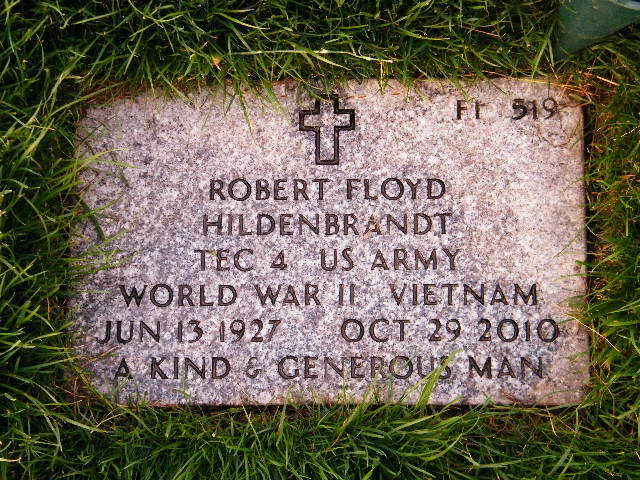 F1 519
ROBERT FLOYD
HILDENBRANDT
TEC 4 US ARMY
WORLD WAR II VIETNAM
JUN 13 1927 OCT 29 2010
A KIND & GENEROUS MAN